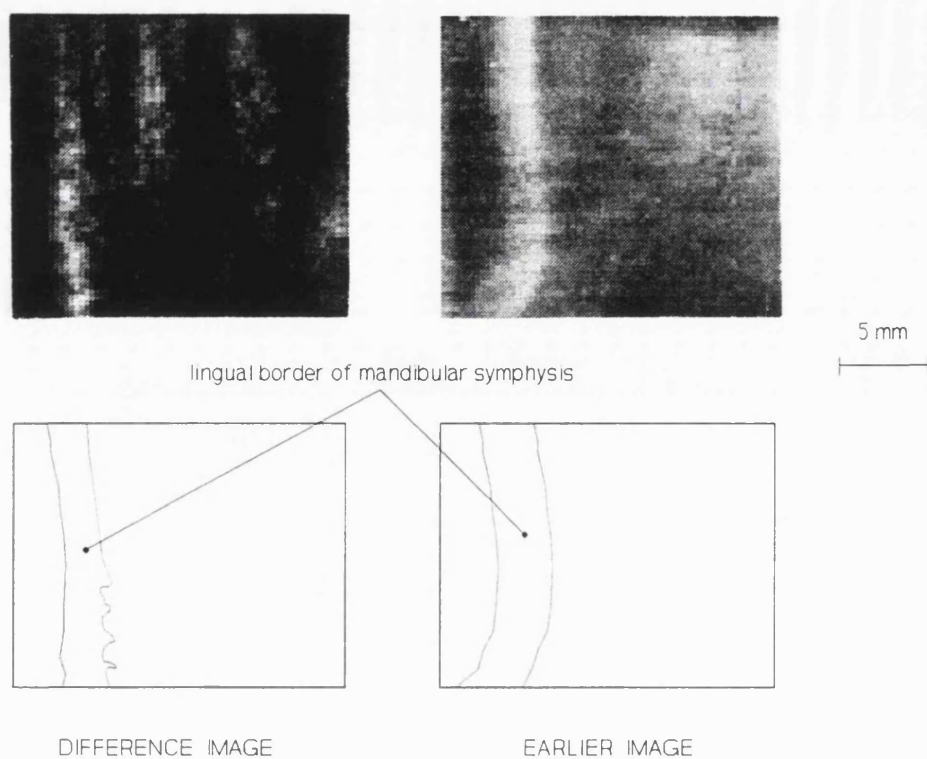 5 mm
lingual border of mandibular symphysis
DIFFERENCE IMAGE
EARLIER IMAGE